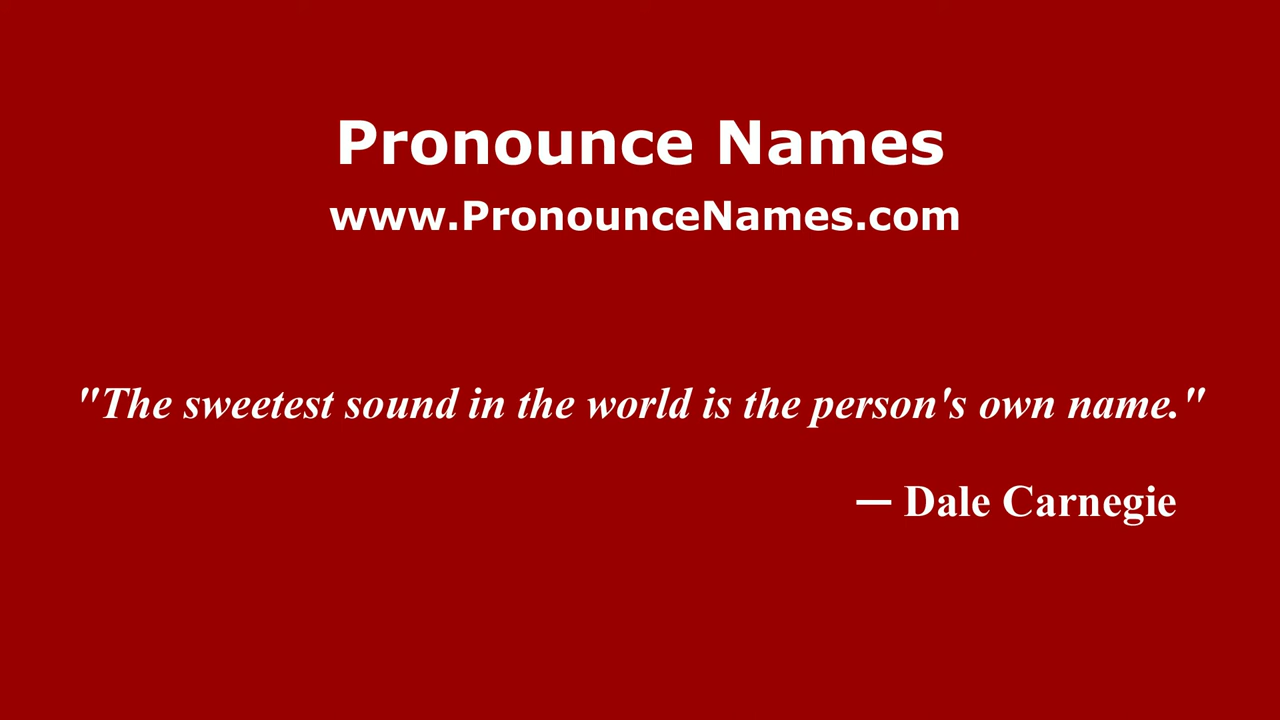 Pronounce Names
www.PronounceNames.com
"The sweetest sound in the world is the person's own name."
— Dale Carnegie